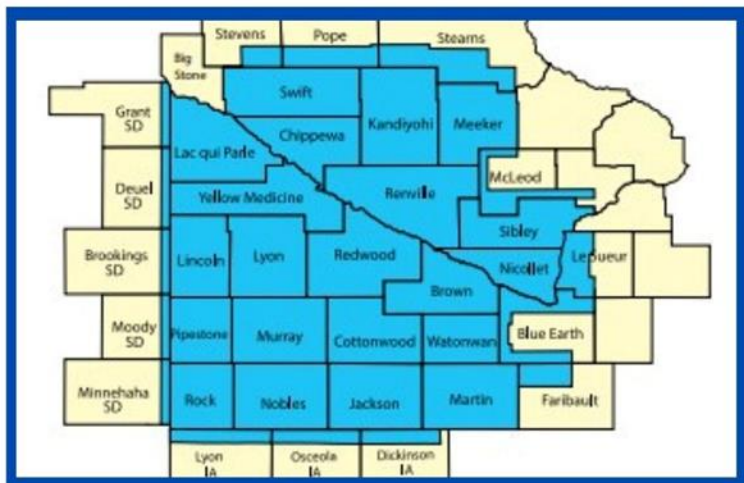 Stevens
Pope
Stearns
Big
Stone
Swift
Grant
SD
Kandiyohi
Meeker
Chippewa
Lac qui Parle
McLeod
Deuel
SD
Yellow Medicine
Renville
Sibley
Brookings
SD
Lincoln
Lyon
Redwood
Nicollet
LeSueur
Brown
Moody
SD
Pipestone
Murray
Cottonwood
Watonwan
Blue Earth
Minnehaha
SD
Rock
Nobles
Jackson
Martin
Faribault
Lyon
IA
Osceola
IA
Dickinson
IA